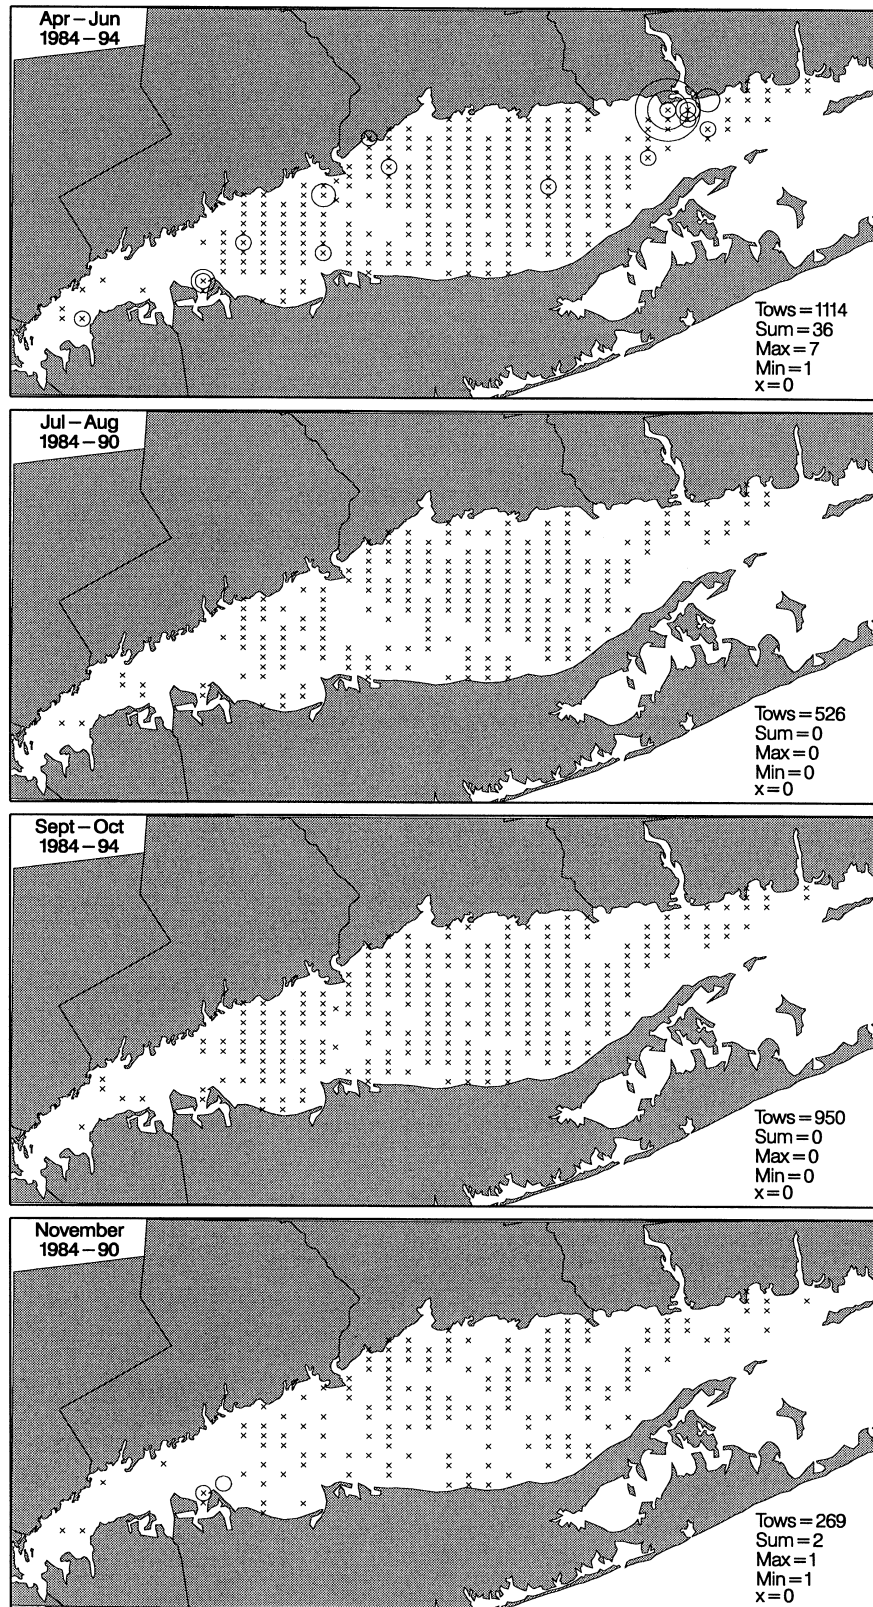 Apr–Jun
1984–94
Tows=1114
Sum=36
Max=7
Min=1
x=0
Jul–Aug
1984–90
Tows=526
Sum=0
Max=0
Min=0
x=0
Sept–Oct
1984–94
Tows=950
Sum=0
Max=0
Min=0
x=0
November
1984–90
Tows=269
Sum=2
Max=1
Min=1
x=0